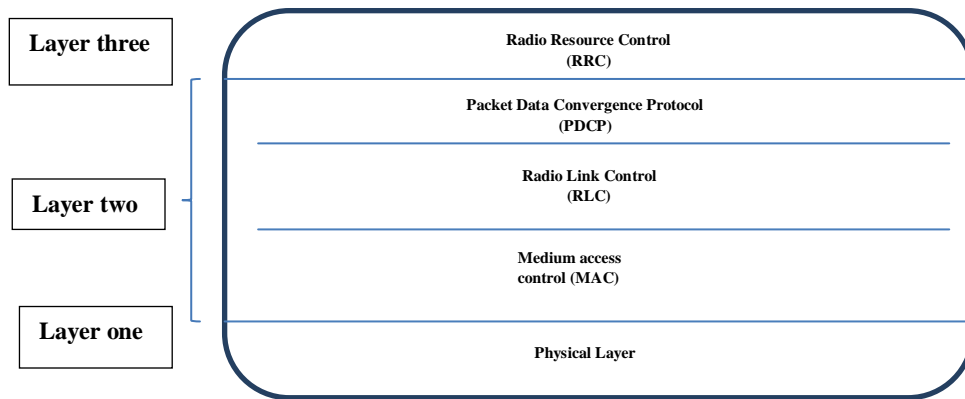 Layer three
Radio Resource Control
(RRC)
Packet Data Convergence Protocol
(PDCP)
Layer two
Radio Link Control
(RLC)
Medium access
control (MAC)
Layer one
Physical Layer